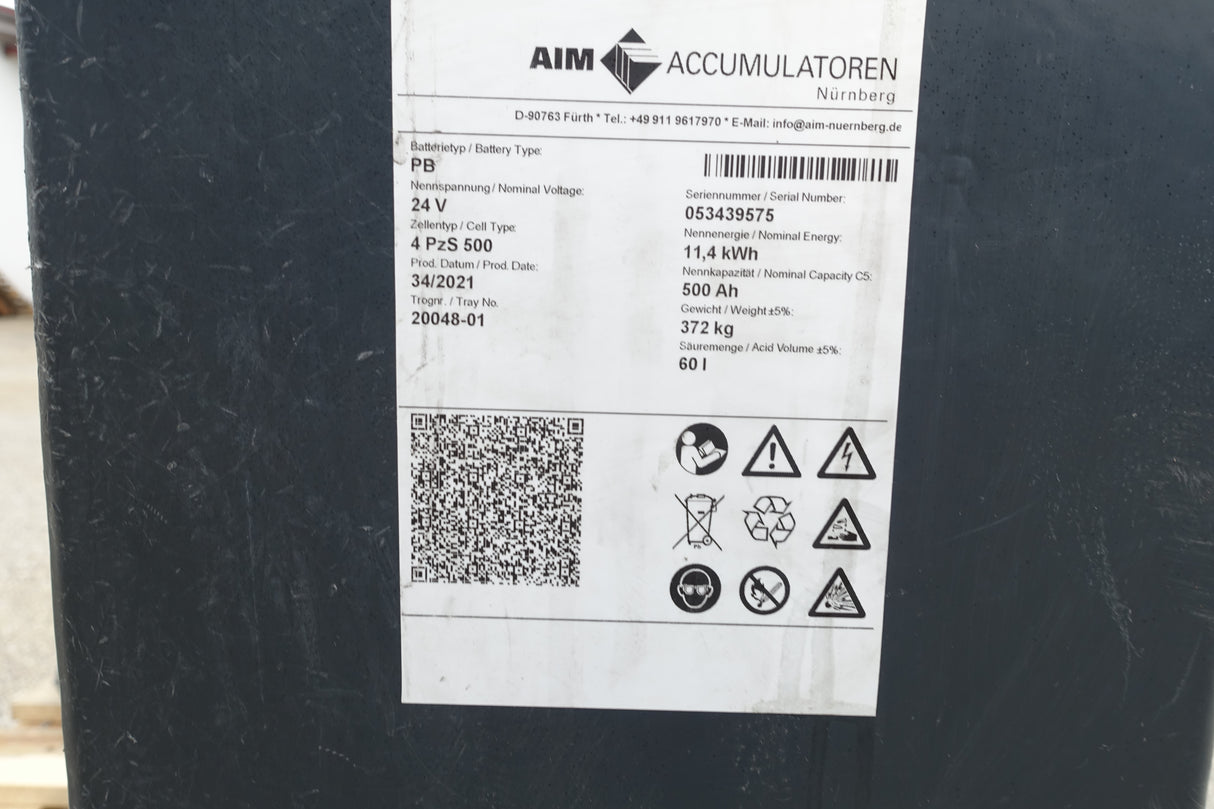 AIM ACCUMULATOREN
Nürnberg
D-90763 Fürth * Tel.: +49 911 9617970 * E-Mail: info@aim-nuernberg.de
Batterietyp / Battery Type:
PB
Nennspannung / Nominal Voltage:
24 V
Zellentyp / Cell Type:
4 PzS 500
Prod. Datum / Prod. Date:
34/2021
Trognr. / Tray No.
20048-01
Seriennummer / Serial Number:
053439575
Nennenergie / Nominal Energy:
11,4 kWh
Nennkapazität / Nominal Capacity C5:
500 Ah
Gewicht / Weight ±5%:
372 kg
Säuremenge / Acid Volume ±5%:
60 l
Pb